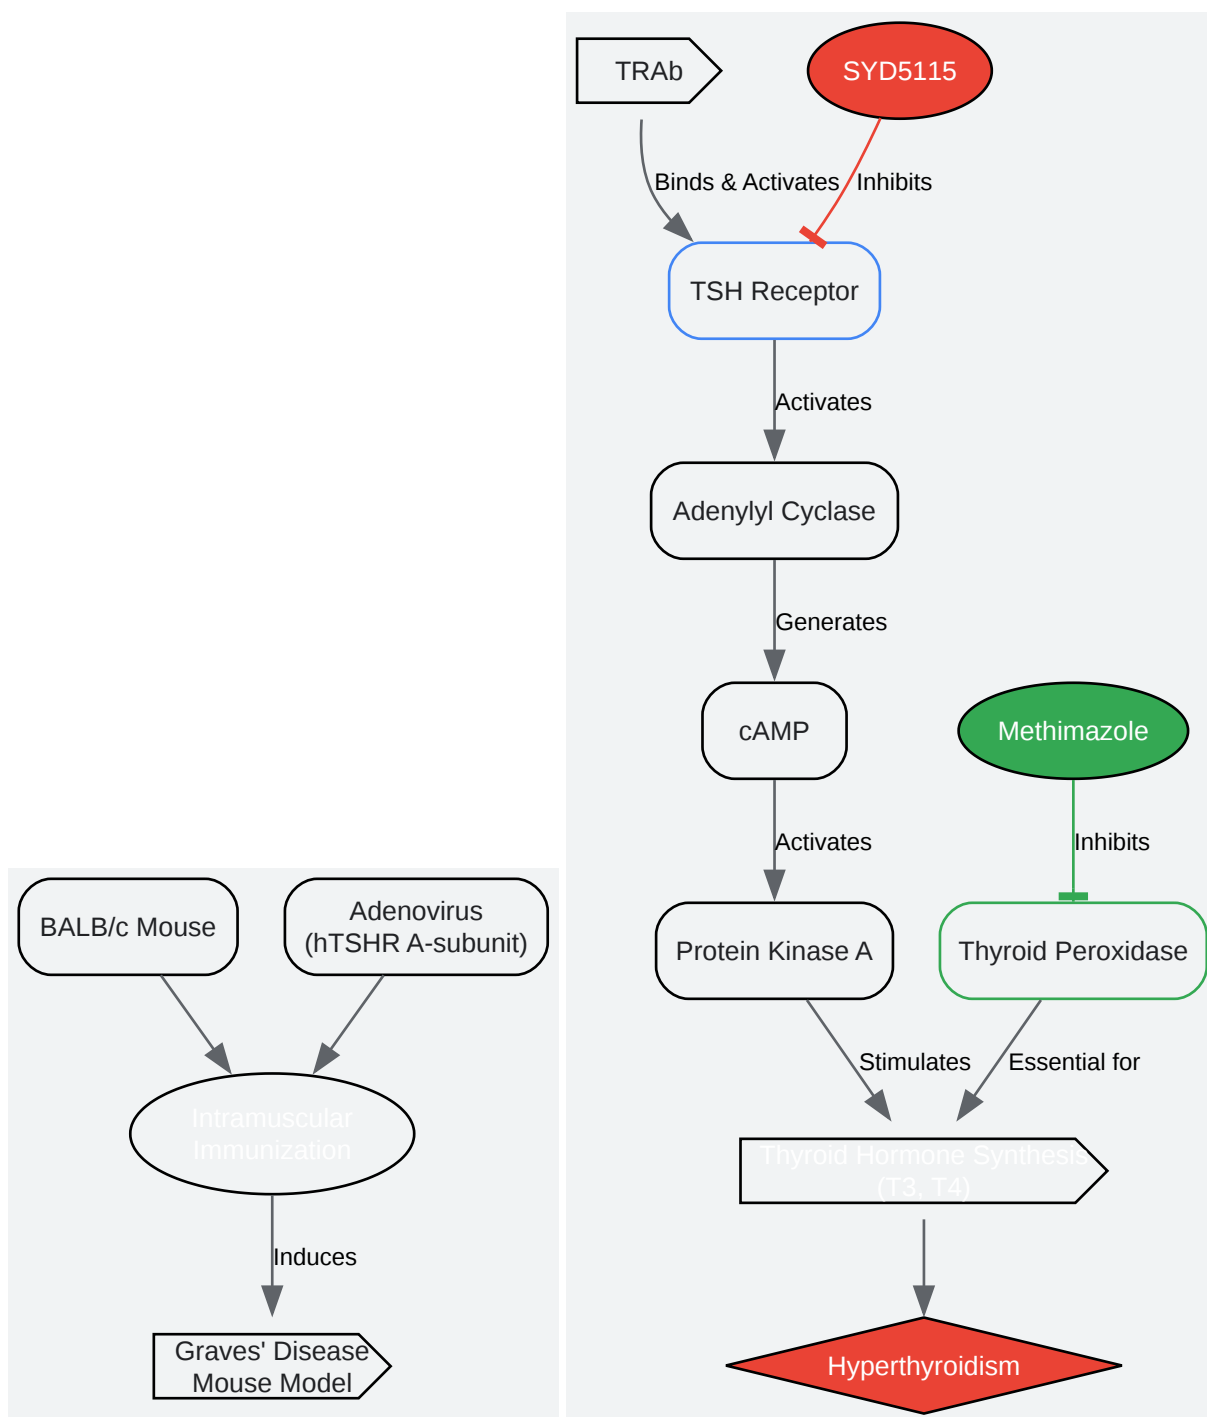 TRAb
SYD5115
Binds & Activates
Inhibits
TSH Receptor
Activates
Adenylyl Cyclase
Generates
cAMP
Methimazole
Activates
Inhibits
Protein Kinase A
Thyroid Peroxidase
Stimulates
Essential for
Thyroid Hormone Synthesis
(T3, T4)
Hyperthyroidism
BALB/c Mouse
Adenovirus
(hTSHR A-subunit)
Intramuscular
Immunization
Induces
Graves' Disease
Mouse Model